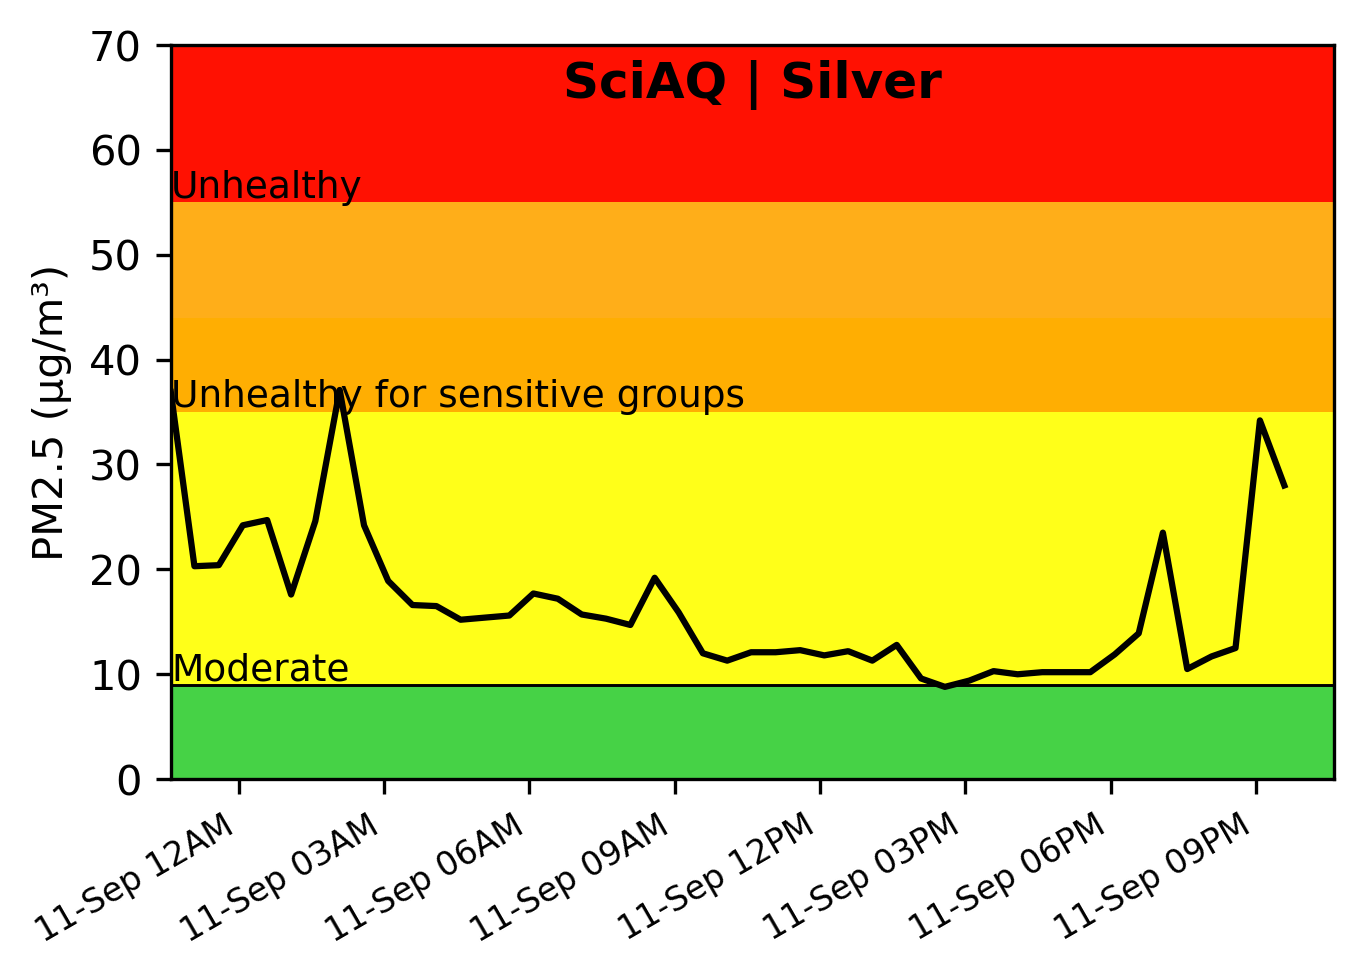 SciAQ | Silver
70
60
Unhealthy
50
40
Unhealthy for sensitive groups
30
20
10
Moderate
0
PM2.5 (µg/m³)
11-Sep 12AM
11-Sep 03AM
11-Sep 06AM
11-Sep 09AM
11-Sep 12PM
11-Sep 03PM
11-Sep 06PM
11-Sep 09PM